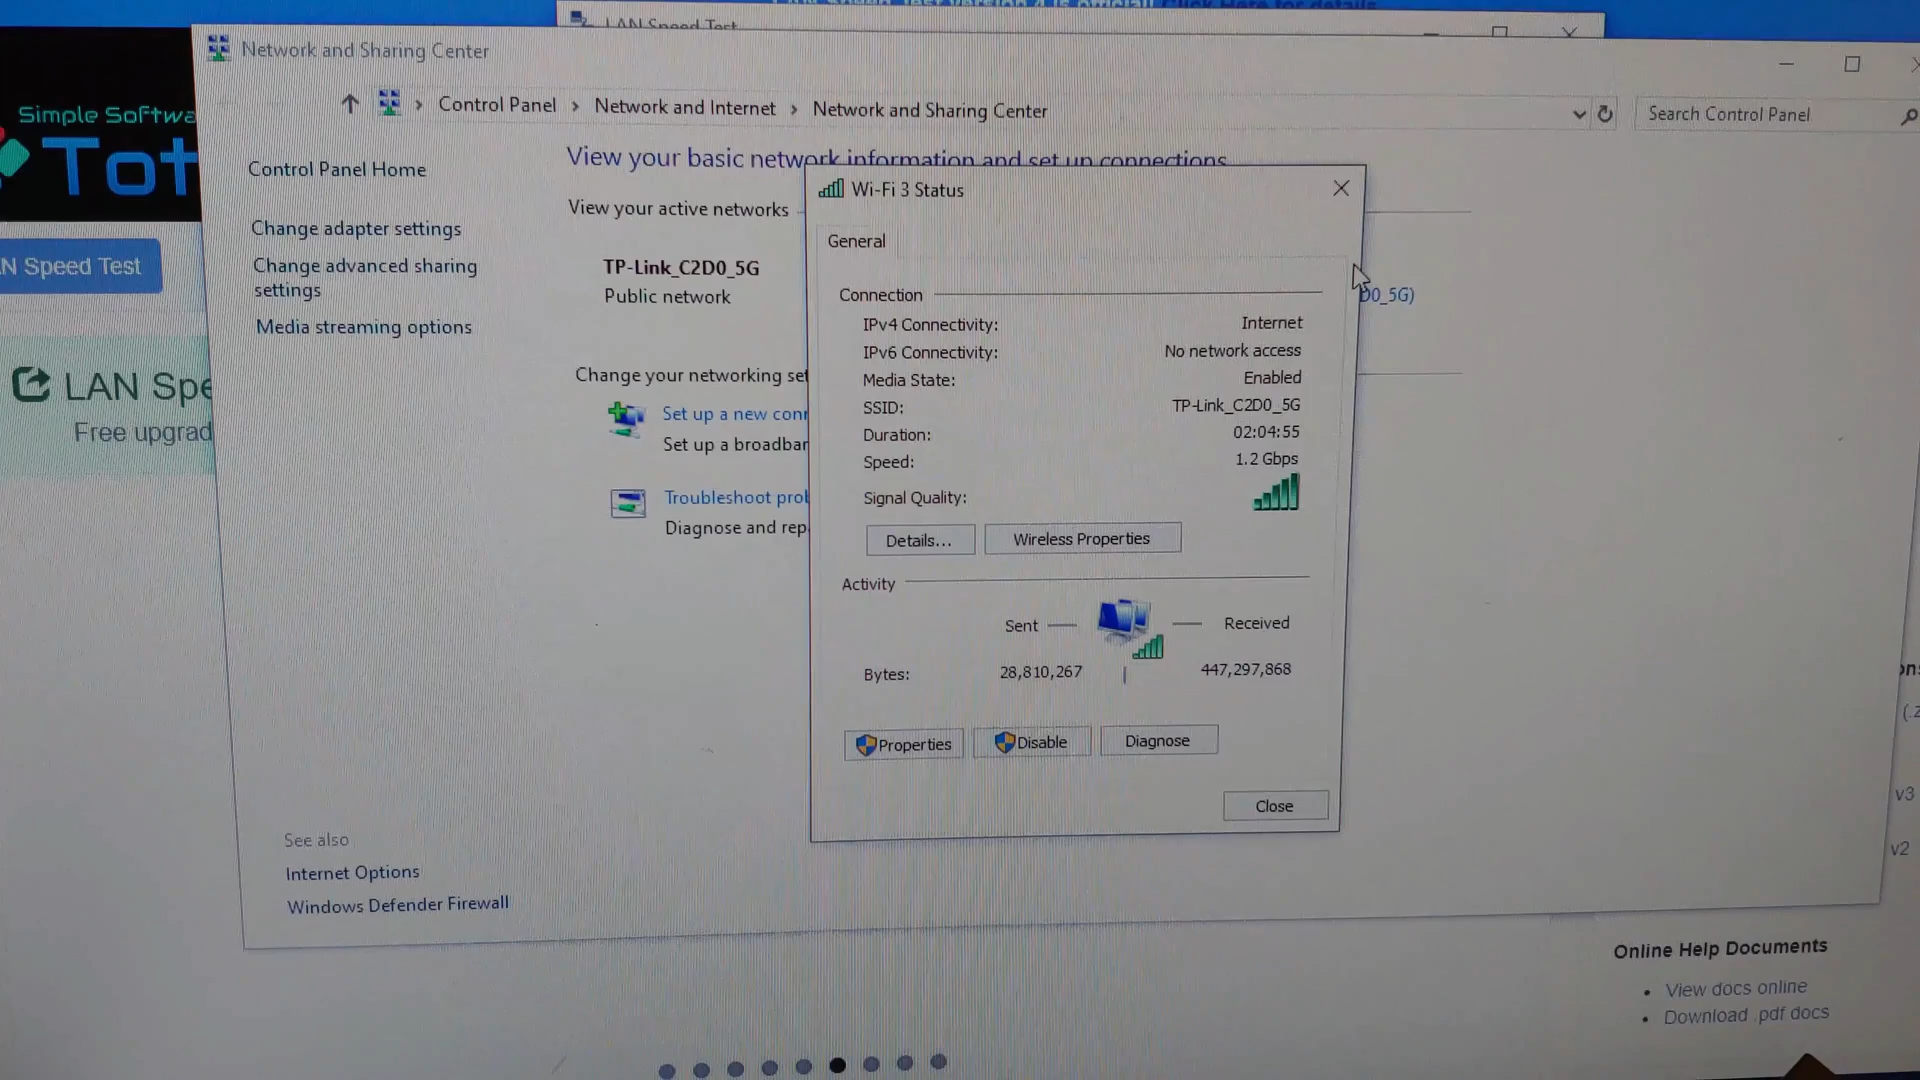 LAN Speed Test
Network and Sharing Center
Control Panel > Network and Internet > Network and Sharing Center
Search Control Panel
Simple Softwa
Tot
N Speed Test
LAN Spe
Free upgrad
Control Panel Home
Change adapter settings
Change advanced sharing
settings
Media streaming options
View your basic network information and set up connections
View your active networks
TP-Link_C2D0_5G
Public network
D0_5G)
Change your networking set
Set up a new conn
Set up a broadban
Troubleshoot prob
Diagnose and rep
Wi-Fi 3 Status
General
Connection
IPv4 Connectivity: Internet
IPv6 Connectivity: No network access
Media State: Enabled
SSID: TP-Link_C2D0_5G
Duration: 02:04:55
Speed: 1.2 Gbps
Signal Quality:
Details...
Wireless Properties
Activity
Sent
Received
Bytes: 28,810,267 447,297,868
Properties
Disable
Diagnose
Close
See also
Internet Options
Windows Defender Firewall
v3
v2
Online Help Documents
View docs online
Download .pdf docs